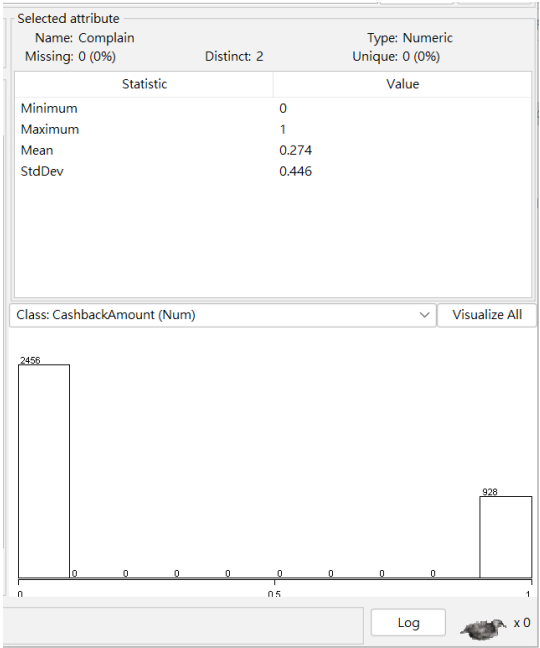 Selected attribute
Name: Complain Type: Numeric
Missing: 0 (0%) Distinct: 2 Unique: 0 (0%)
Statistic Value
Minimum 0
Maximum 1
Mean 0.274
StdDev 0.446
Class: CashbackAmount (Num) Visualize All
2456
928
0 0 0 0 0 0 0 0
0 0.5 1
Log x 0